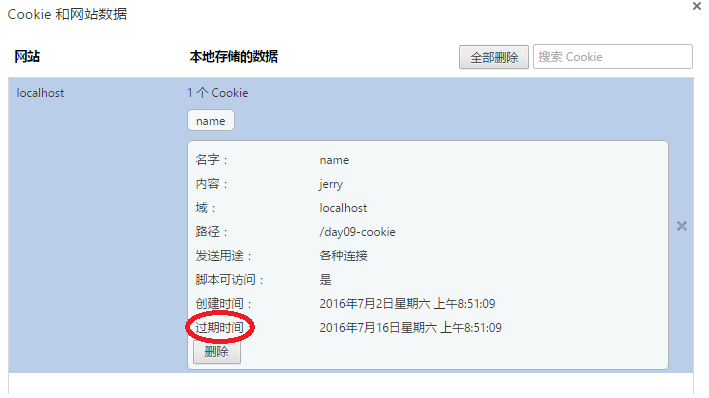 Cookie 和网站数据
网站 本地存储的数据 全部删除 搜索 Cookie
localhost 1 个 Cookie
name
名字： name
内容： jerry
域： localhost
路径： /day09-cookie
发送用途： 各种连接
脚本可访问： 是
创建时间： 2016年7月2日星期六 上午8:51:09
过期时间： 2016年7月16日星期六 上午8:51:09
删除